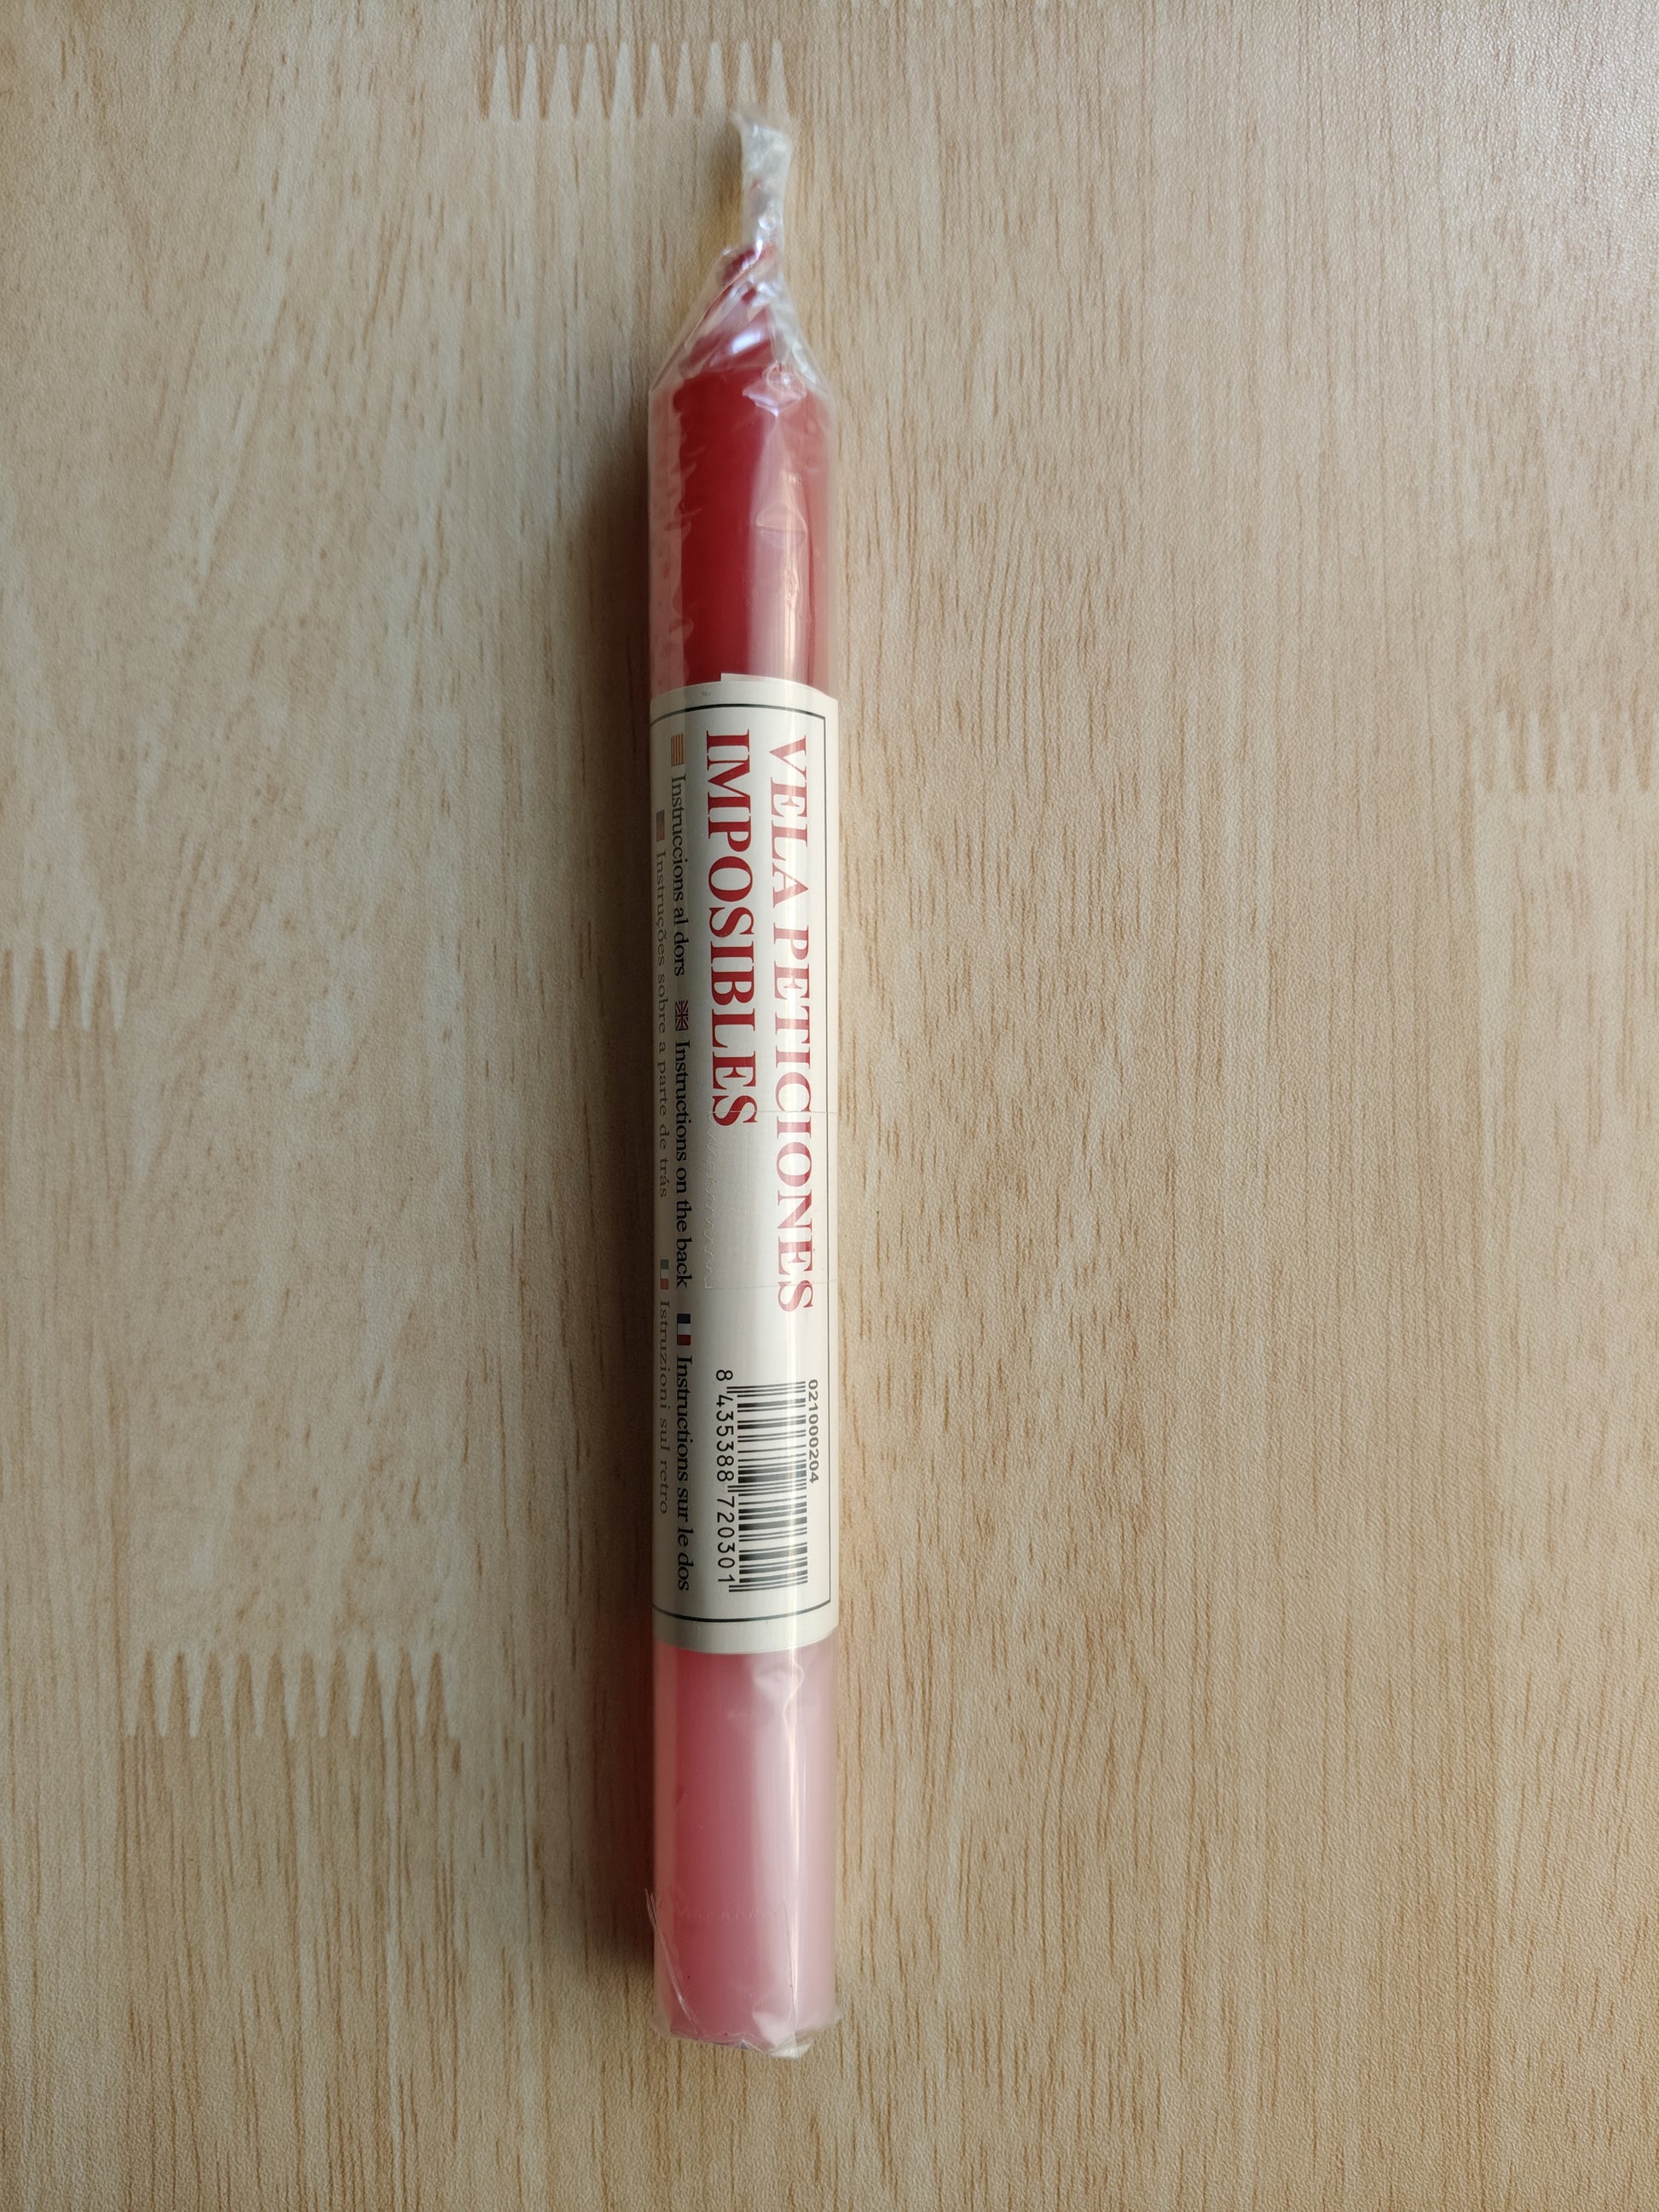 VELA PETICIONES
IMPOSIBLES
Instruccions al dors Instructions on the back Instructions sur le dos
Instruções sobre a parte de trás Istruzioni sul retro
021000204
8 435388 720301